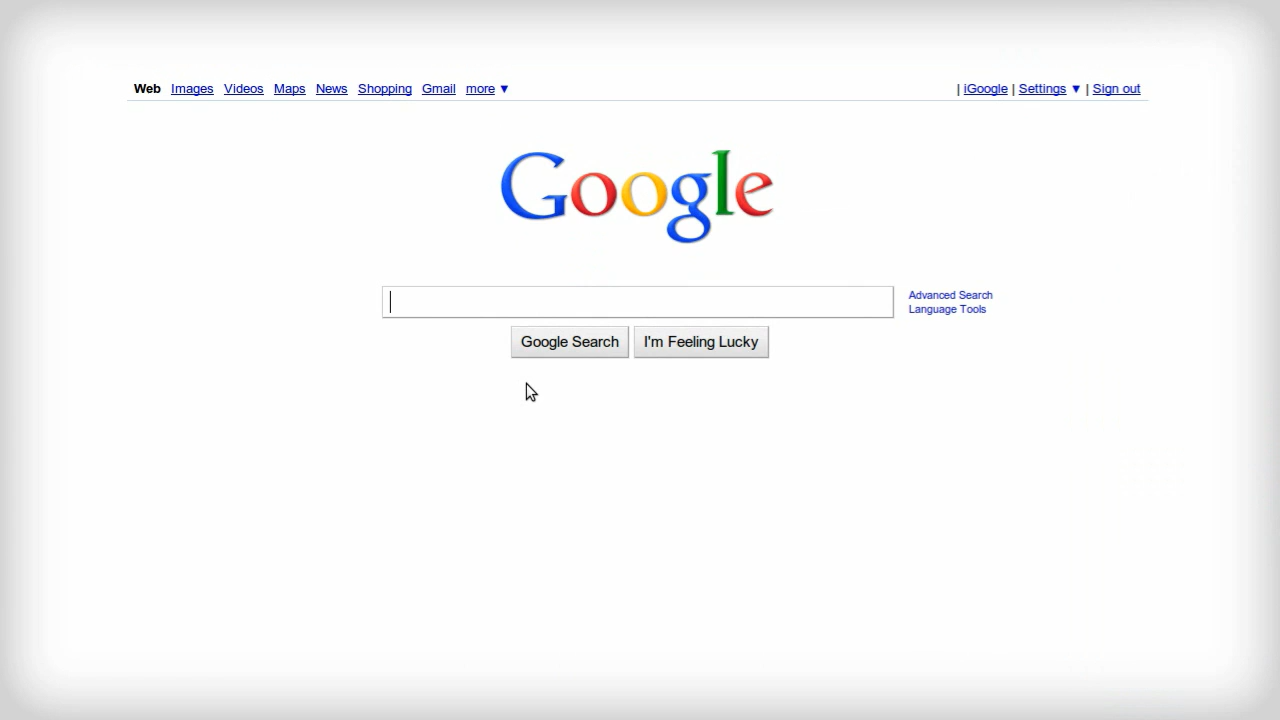 Web Images Videos Maps News Shopping Gmail more ▼ | iGoogle | Settings ▼ | Sign out
Google
Advanced Search
Language Tools
Google Search I'm Feeling Lucky